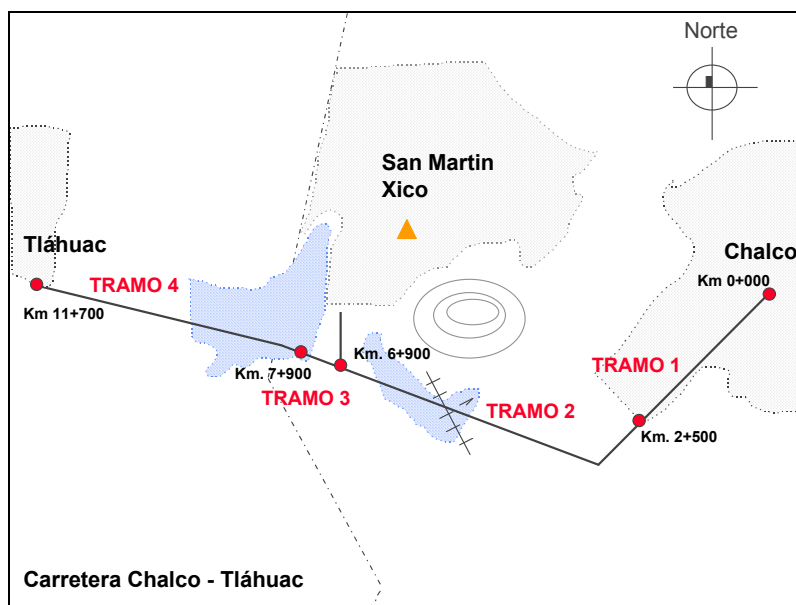 Norte
San Martin
Xico
Tláhuac
Chalco
TRAMO 4
Km 0+000
Km 11+700
Km. 6+900
Km. 7+900
TRAMO 1
TRAMO 3
TRAMO 2
Km. 2+500
Carretera Chalco - Tláhuac